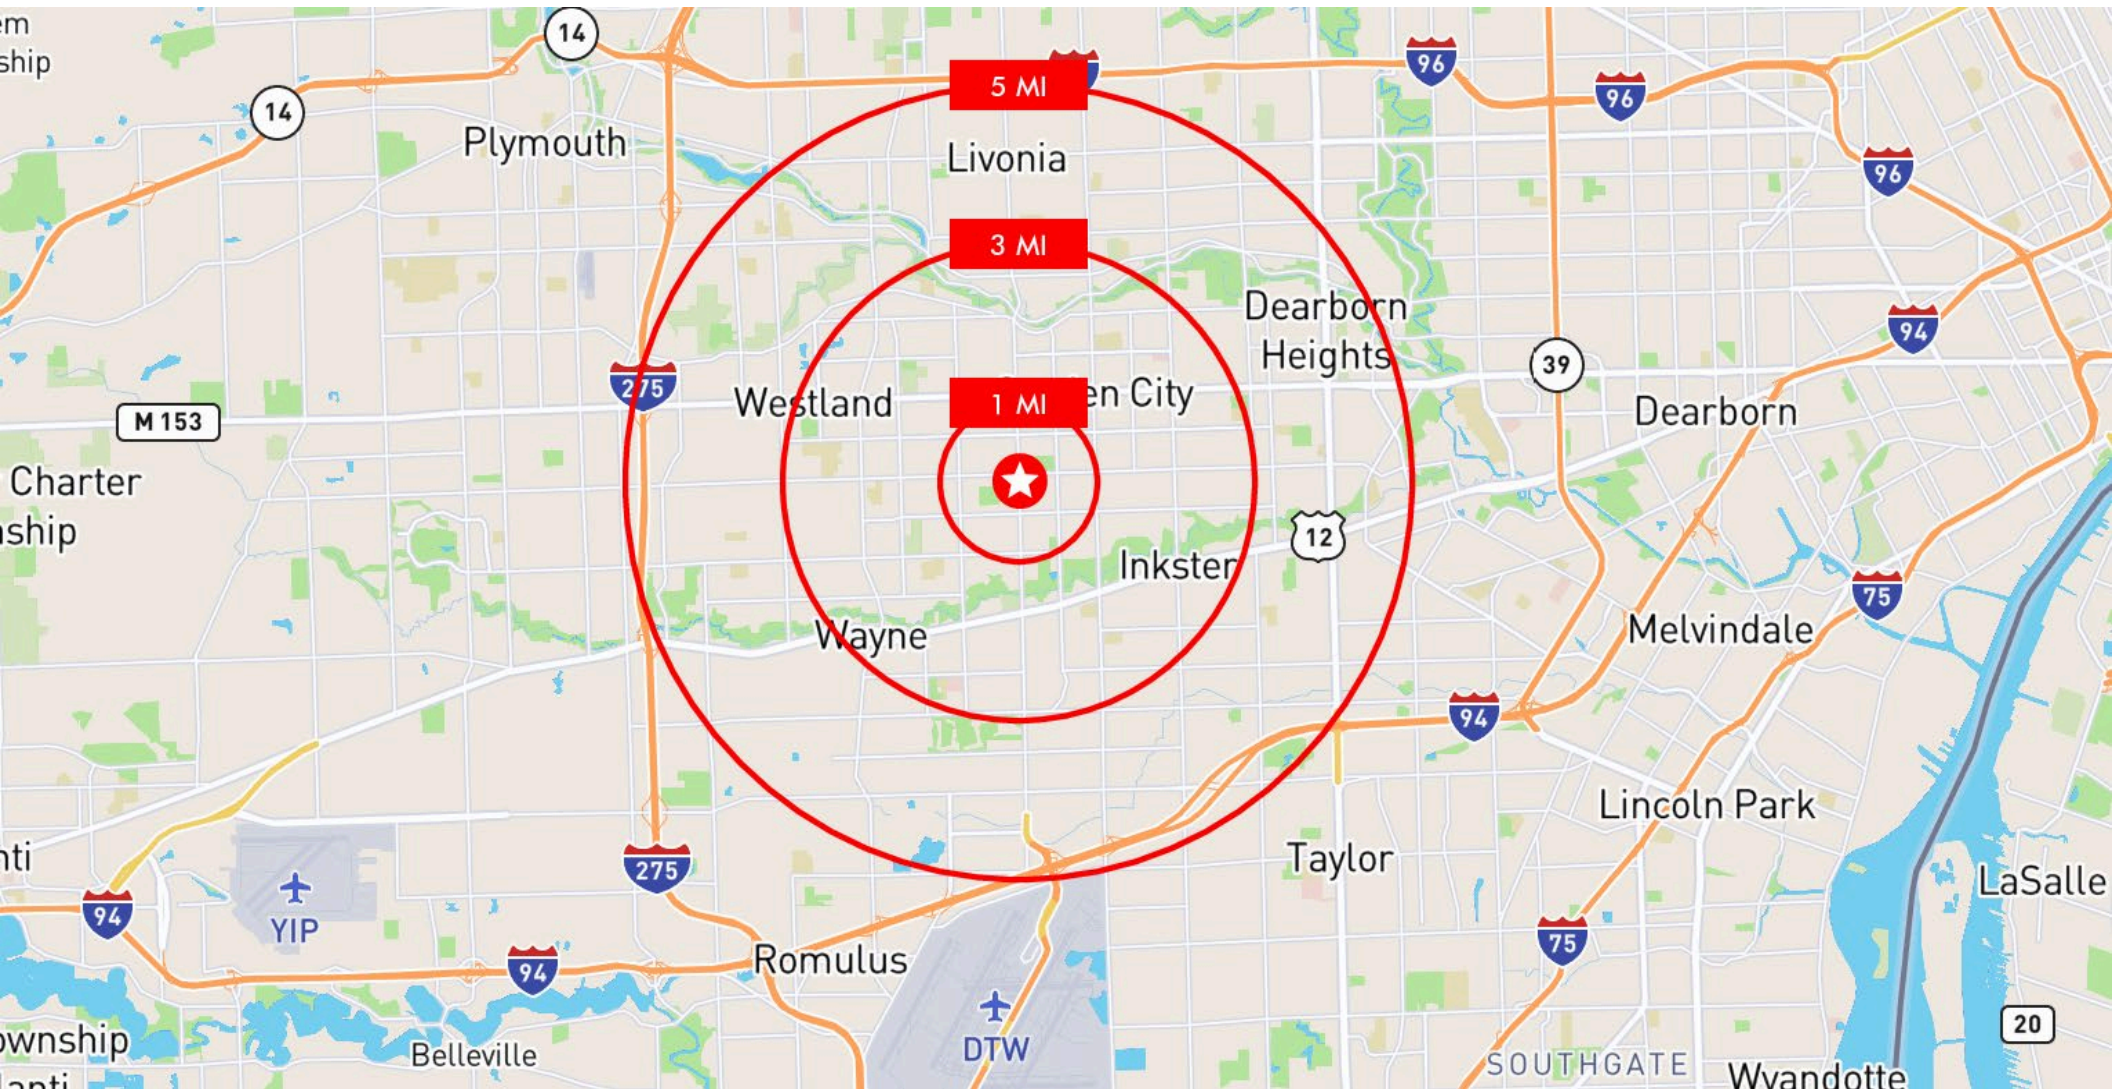 14
ship
96
5 MI
96
14
Plymouth
Livonia
96
3 MI
Dearborn
Heights
94
39
275
Westland
1 MI
en City
Dearborn
M 153
Charter
12
Inkster
75
Wayne
Melvindale
94
Lincoln Park
Taylor
275
LaSalle
94
YIP
75
Romulus
94
20
DTW
Belleville
SOUTHGATE
Wyandotte